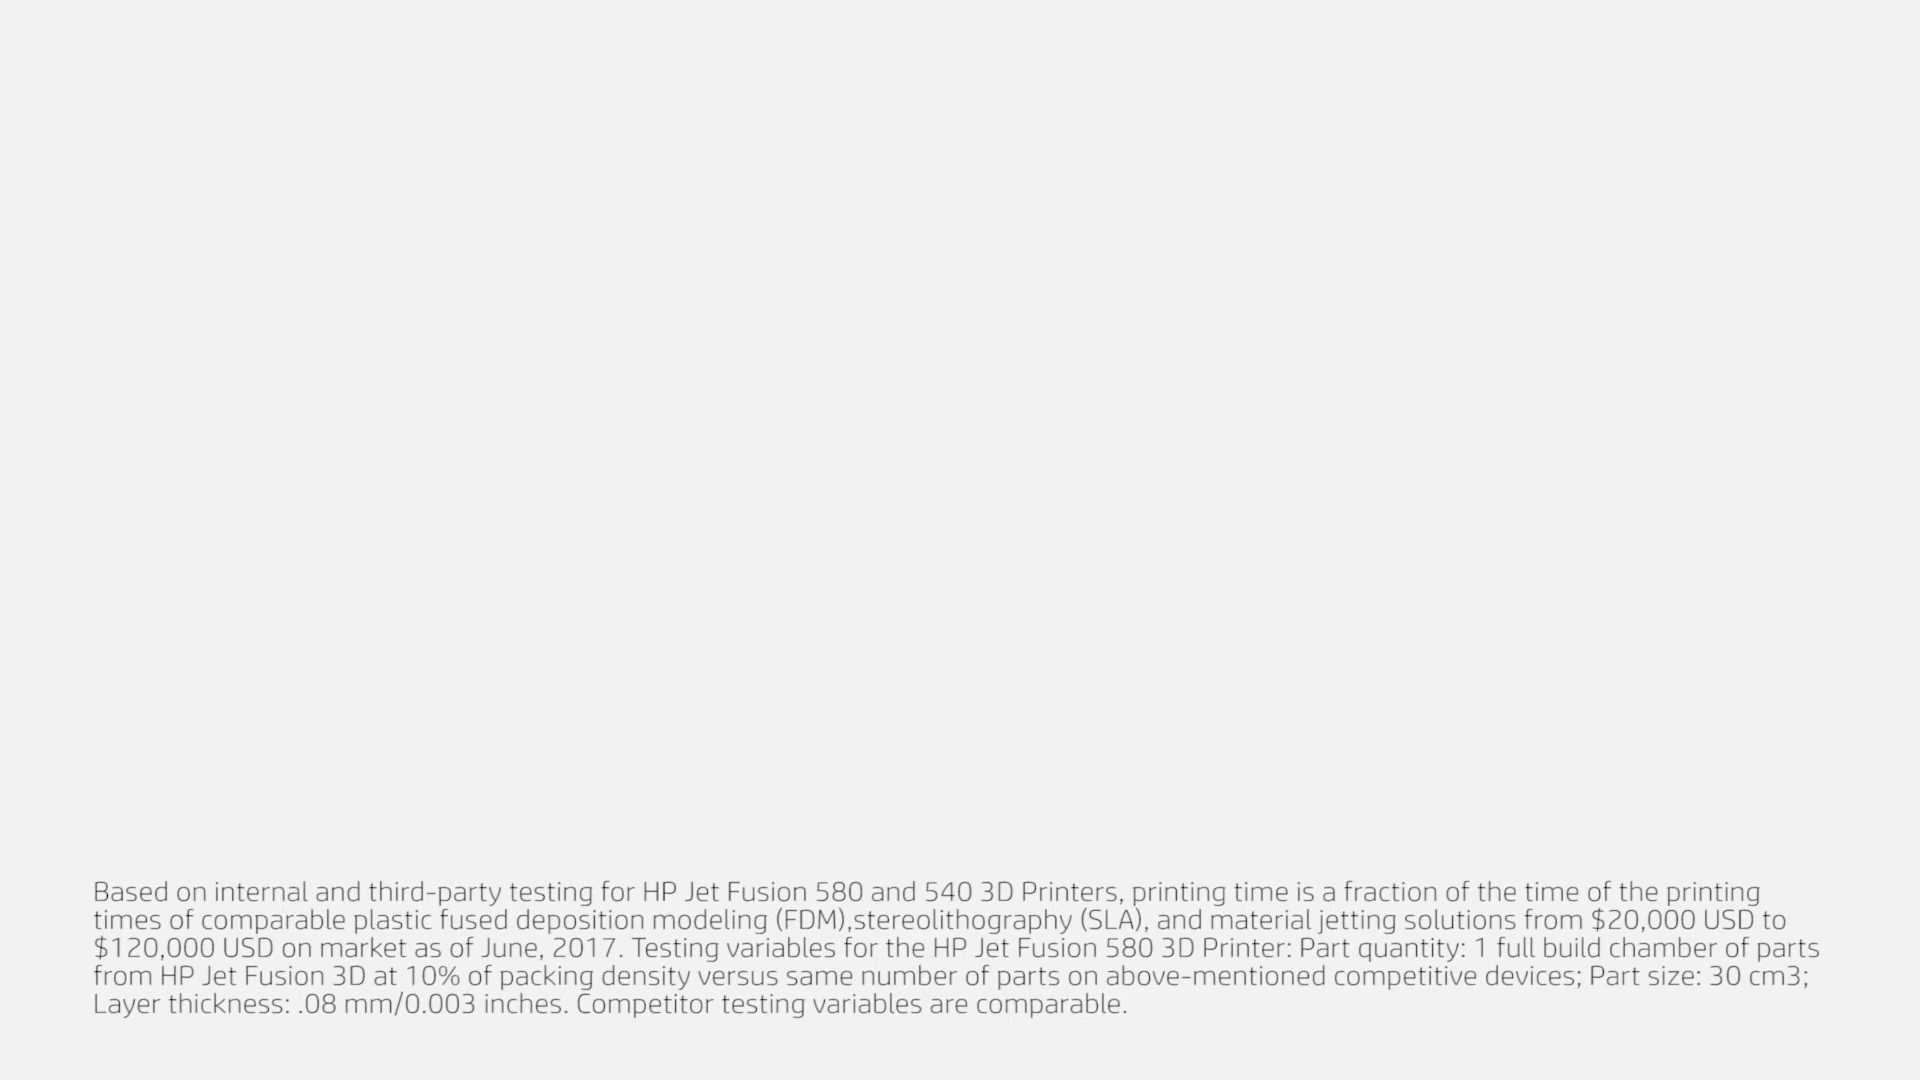 Based on internal and third-party testing for HP Jet Fusion 580 and 540 3D Printers, printing time is a fraction of the time of the printing
times of comparable plastic fused deposition modeling (FDM),stereolithography (SLA), and material jetting solutions from $20,000 USD to
$120,000 USD on market as of June, 2017. Testing variables for the HP Jet Fusion 580 3D Printer: Part quantity: 1 full build chamber of parts
from HP Jet Fusion 3D at 10% of packing density versus same number of parts on above-mentioned competitive devices; Part size: 30 cm3;
Layer thickness: .08 mm/0.003 inches. Competitor testing variables are comparable.